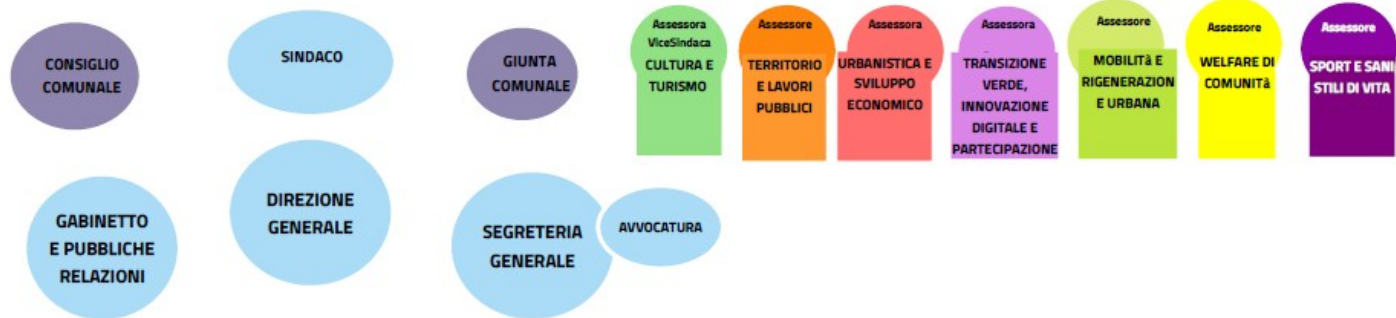 CONSIGLIO
COMUNALE
SINDACO
GIUNTA
COMUNALE
Assessora
ViceSindaca
CULTURA E
TURISMO
Assessore
TERRITORIO
E LAVORI
PUBBLICI
Assessora
URBANISTICA E
SVILUPPO
ECONOMICO
Assessora
TRANSIZIONE
VERDE,
INNOVAZIONE
DIGITALE E
PARTECIPAZIONE
Assessore
MOBILITà E
RIGENERAZION
E URBANA
Assessore
WELFARE DI
COMUNITà
Assessore
SPORT E SANI
STILI DI VITA
GABINETTO
E PUBBLICHE
RELAZIONI
DIREZIONE
GENERALE
SEGRETERIA
GENERALE
AVVOCATURA